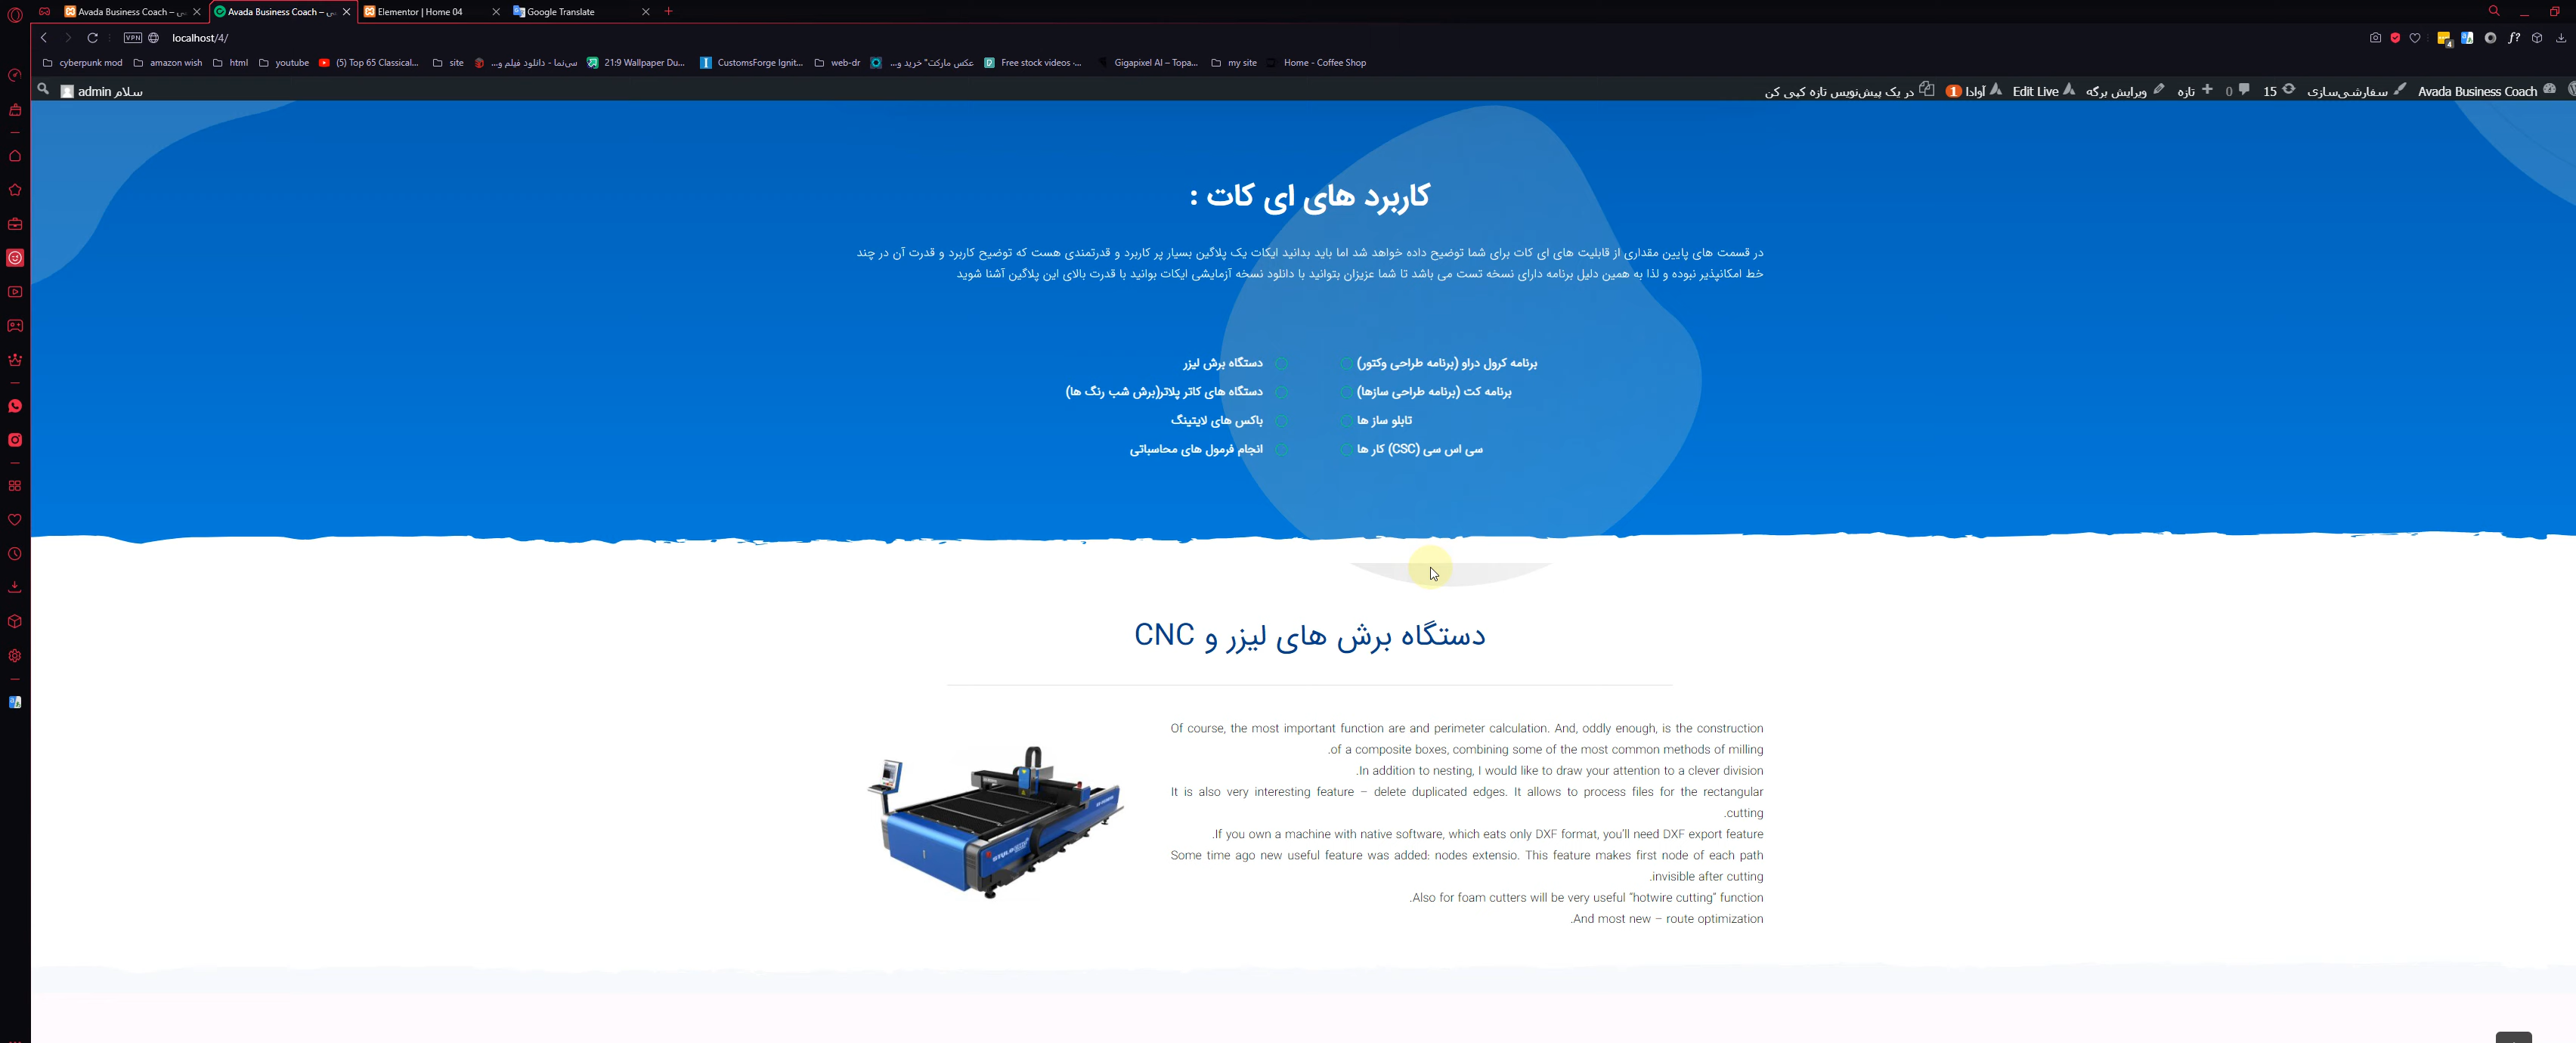 Avada Business Coach – سی
Avada Business Coach – سی
Elementor | Home 04
Google Translate
VPN
localhost/4/
cyberpunk mod
amazon wish
html
youtube
(5) Top 65 Classical...
site
سی‌نما - دانلود فیلم و...
21:9 Wallpaper Du...
CustomsForge Ignit...
web-dr
عکس مارکت" خرید و...
Free stock videos -...
Gigapixel AI – Topa...
my site
Home - Coffee Shop
4
f?
Avada Business Coach
سفارشی‌سازی
15
0
تازه
ویرایش برگه
Edit Live
آوادا 1
در یک پیش‌نویس تازه کپی کن
سلام admin
کاربرد های ای کات :
در قسمت های پایین مقداری از قابلیت های ای کات برای شما توضیح داده خواهد شد اما باید بدانید ایکات یک پلاگین بسیار پر کاربرد و قدرتمندی هست که توضیح کاربرد و قدرت آن در چند
خط امکانپذیر نبوده و لذا به همین دلیل برنامه دارای نسخه تست می باشد تا شما عزیزان بتوانید با دانلود نسخه آزمایشی ایکات بوانید با قدرت بالای این پلاگین آشنا شوید
برنامه کرول دراو (برنامه طراحی وکتور)
برنامه کت (برنامه طراحی سازها)
تابلو ساز ها
سی اس سی (CSC) کار ها
دستگاه برش لیزر
دستگاه های کاتر پلاتر(برش شب رنگ ها)
باکس های لایتینگ
انجام فرمول های محاسباتی
دستگاه برش های لیزر و CNC
Of course, the most important function are and perimeter calculation. And, oddly enough, is the construction
.of a composite boxes, combining some of the most common methods of milling
.In addition to nesting, I would like to draw your attention to a clever division
It is also very interesting feature – delete duplicated edges. It allows to process files for the rectangular
.cutting
.If you own a machine with native software, which eats only DXF format, you'll need DXF export feature
Some time ago new useful feature was added: nodes extensio. This feature makes first node of each path
.invisible after cutting
.Also for foam cutters will be very useful “hotwire cutting” function
.And most new – route optimization